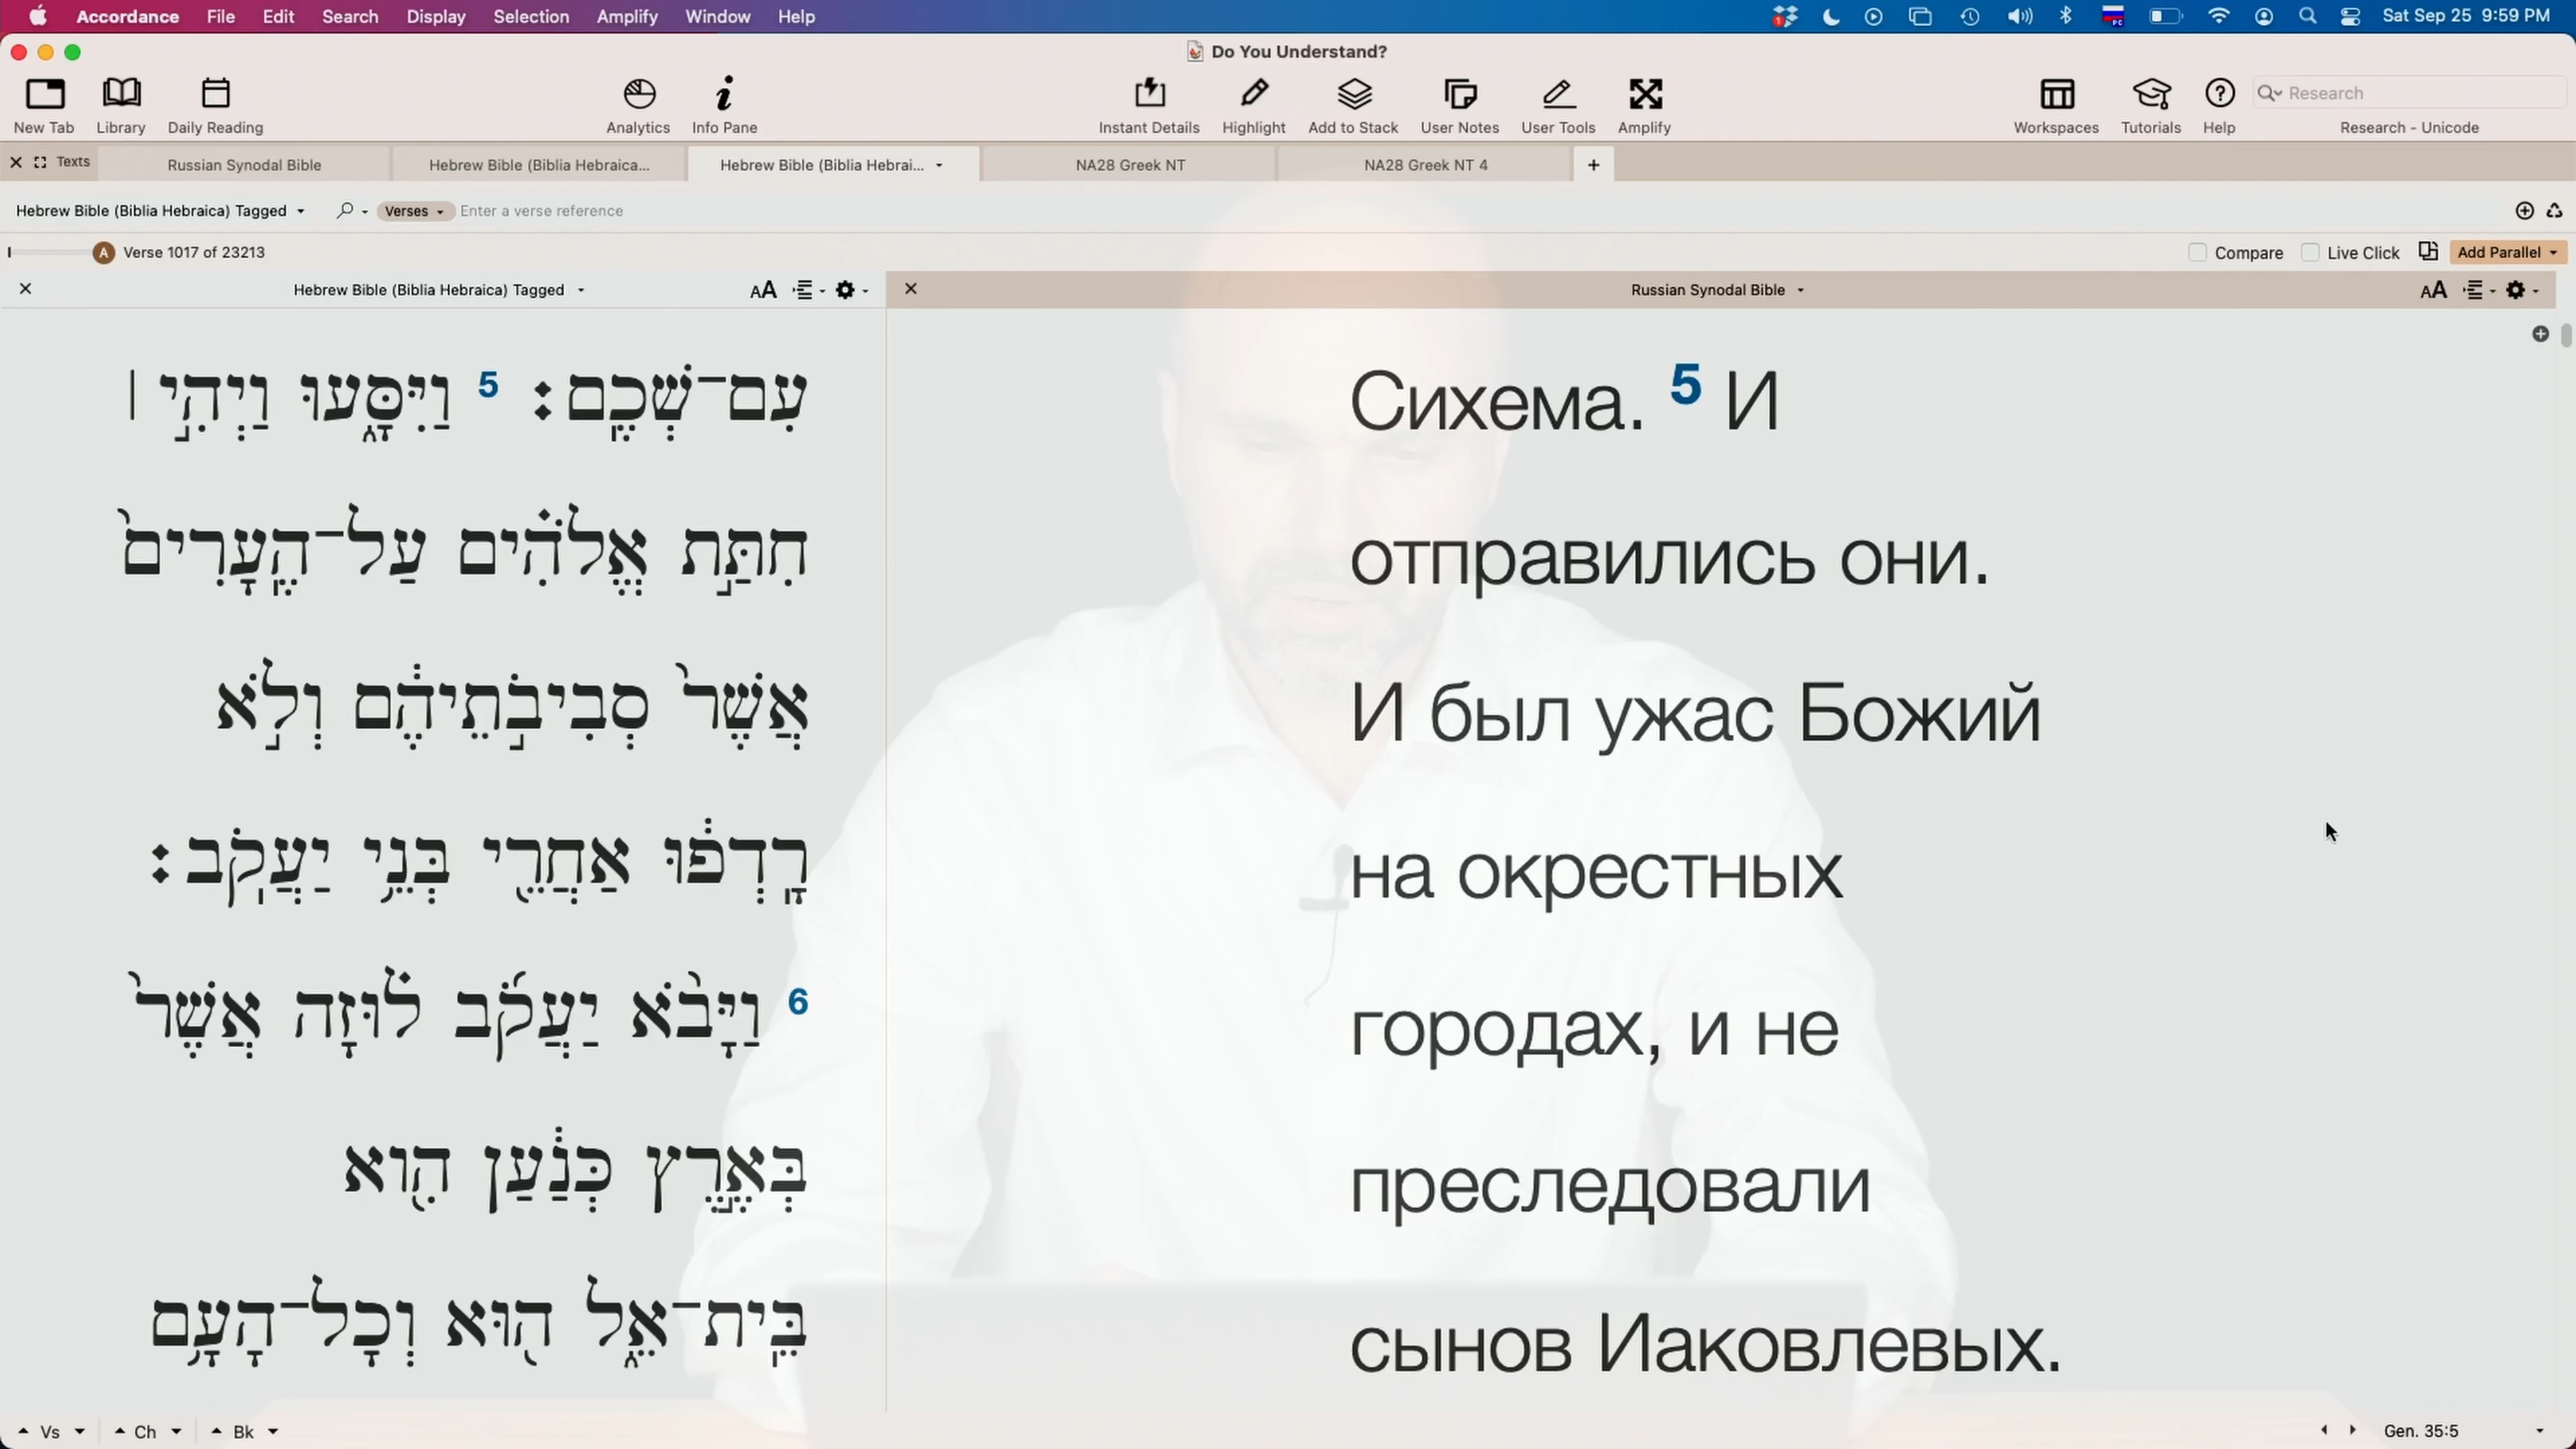 Accordance File Edit Search Display Selection Amplify Window Help
Sat Sep 25 9:59 PM
Do You Understand?
New Tab Library Daily Reading Analytics Info Pane Instant Details Highlight Add to Stack User Notes User Tools Amplify Workspaces Tutorials Help Research
Research - Unicode
Texts Russian Synodal Bible Hebrew Bible (Biblia Hebraica... Hebrew Bible (Biblia Hebrai... NA28 Greek NT NA28 Greek NT 4 +
Hebrew Bible (Biblia Hebraica) Tagged Verses Enter a verse reference
A Verse 1017 of 23213 Compare Live Click Add Parallel
Hebrew Bible (Biblia Hebraica) Tagged
עִם־שְׁכֶֽם׃ 5 וַיִּסָּ֑עוּ וַיְהִ֣י ׀
חִתַּ֣ת אֱלֹהִ֗ים עַל־הֶֽעָרִים֙
אֲשֶׁר֙ סְבִיבֹ֣תֵיהֶ֔ם וְלֹ֣א
רָֽדְפ֔וּ אַחֲרֵ֖י בְּנֵ֥י יַעֲקֹֽב׃
6 וַיָּבֹ֨א יַעֲקֹ֜ב ל֗וּזָה אֲשֶׁר֙
בְּאֶ֣רֶץ כְּנַ֔עַן הִ֖וא
בֵּֽית־אֵ֑ל ה֖וּא וְכָל־הָעָ֥ם
Russian Synodal Bible
Сихема. 5 И
отправились они.
И был ужас Божий
на окрестных
городах, и не
преследовали
сынов Иаковлевых.
Vs Ch Bk
Gen. 35:5